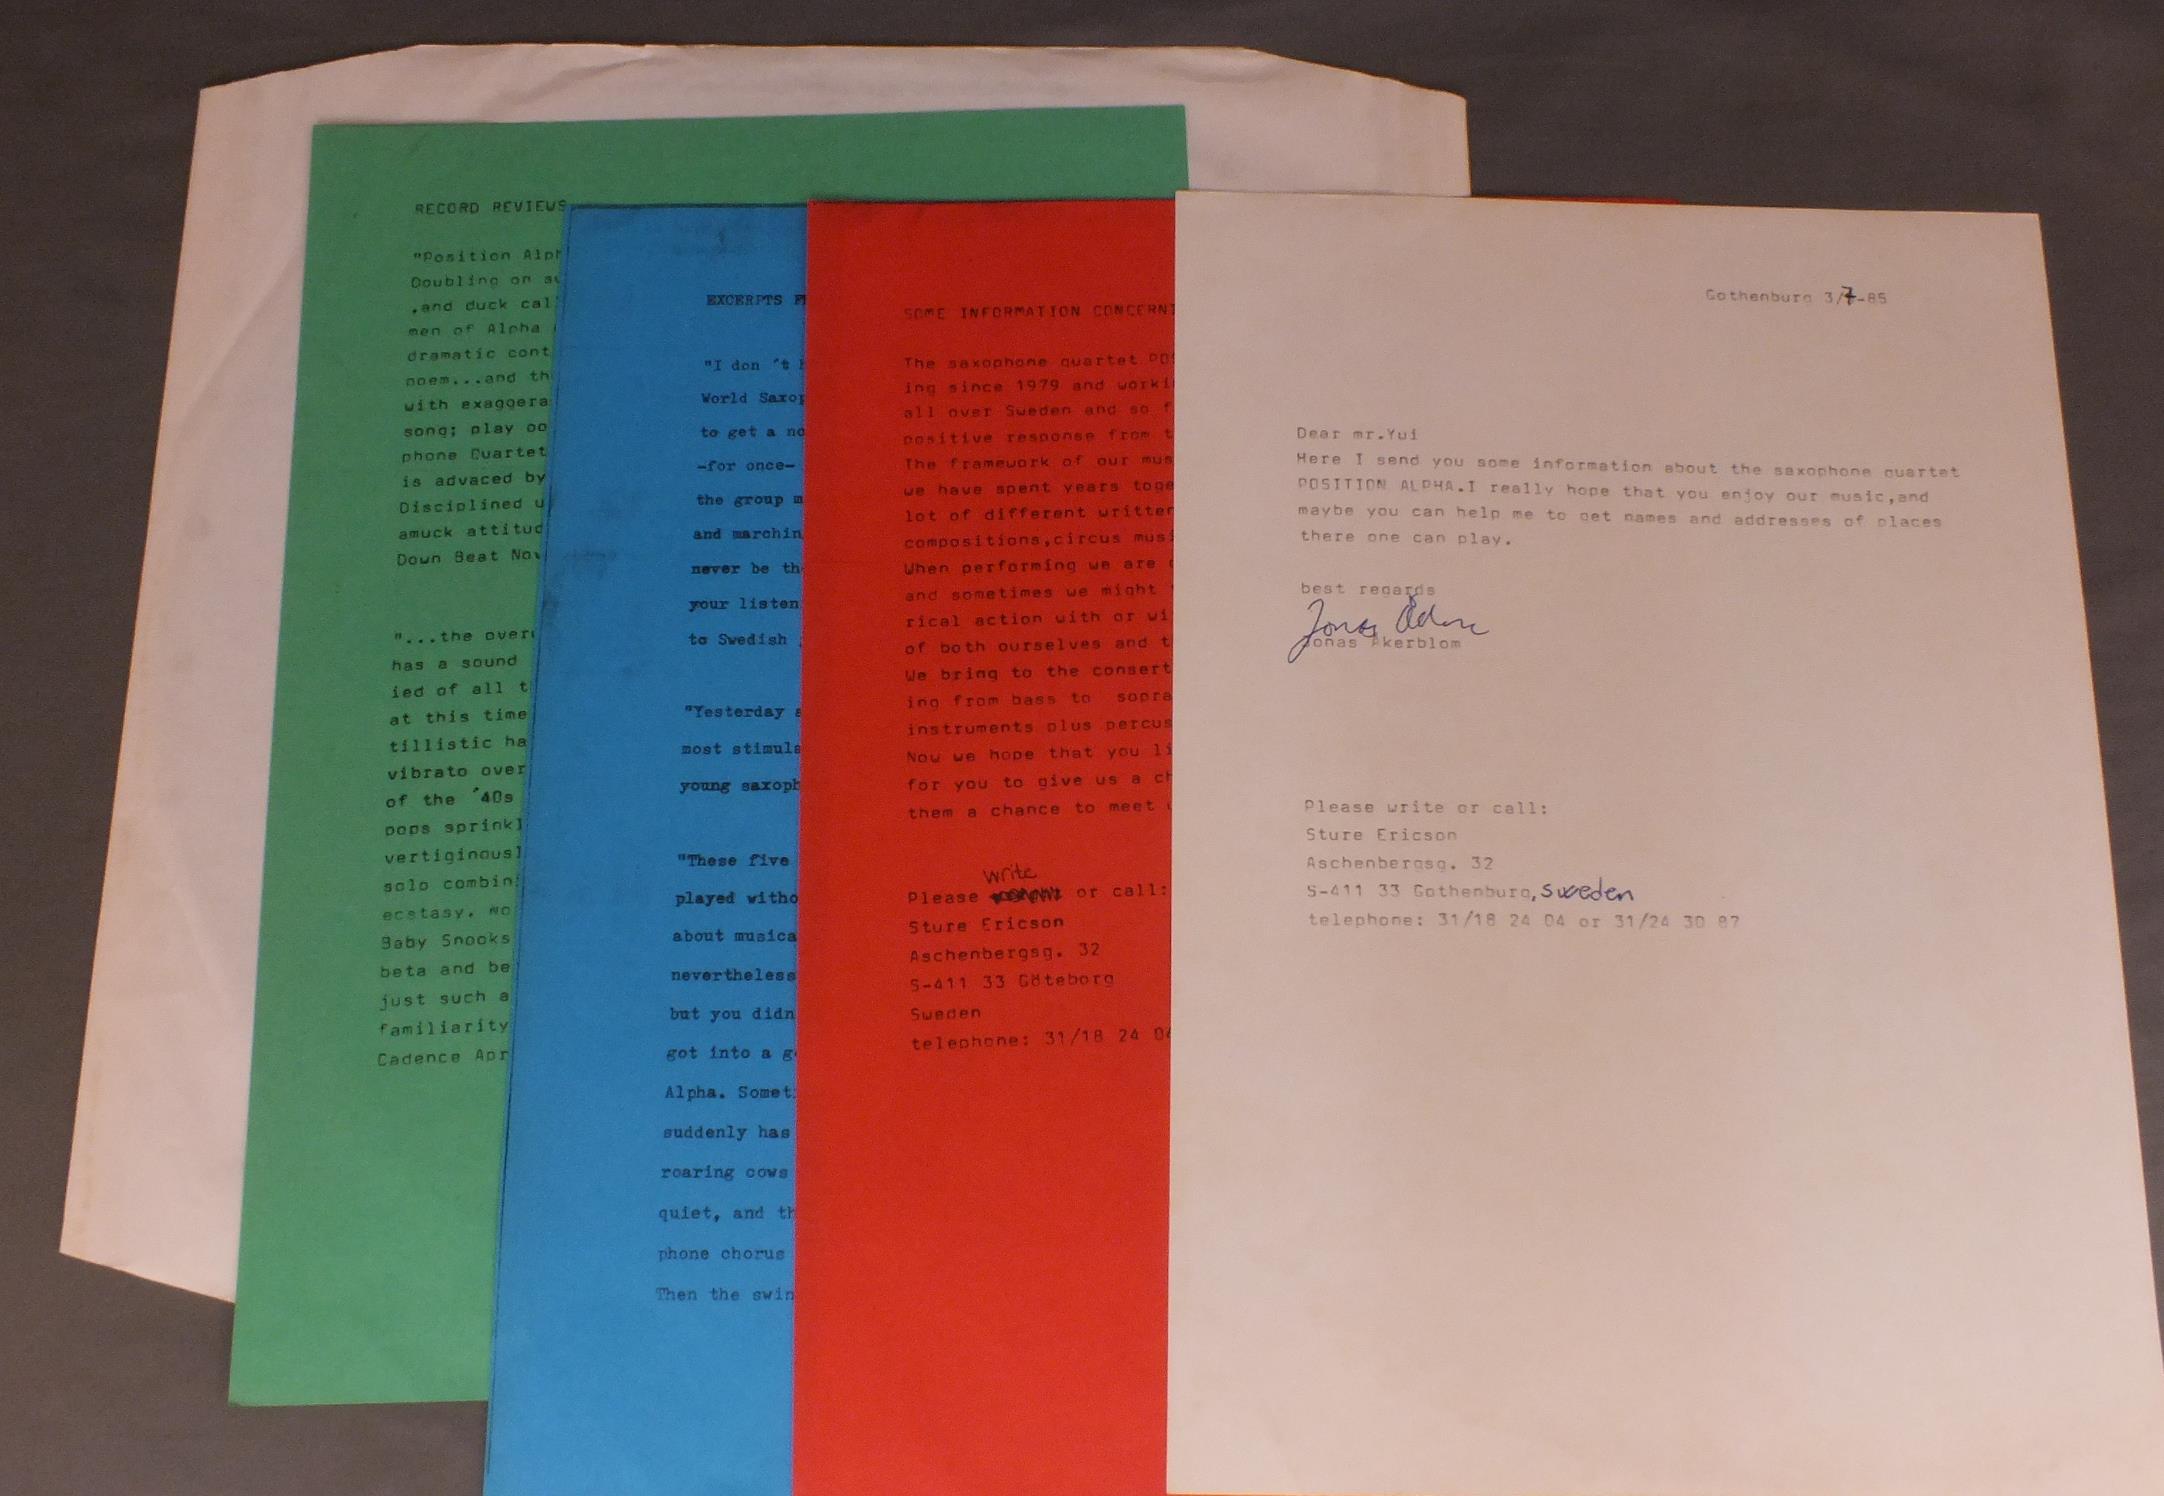 RECORD REVIEWS
"Position Alph
Doubling on
,and duck cal
men of Alpha
dramatic cont
poem...and th
with exaggera
song; play oo
phone Quartet
is advaced by
Disciplined u
amuck attitud
Down Beat Nov
"...the over
has a sound
ied of all t
at this time
tillistic ha
vibrato over
of the '40s
pops sprinkl
vertiginousl
solo combin
ecstasy. no
Baby Snooks
beta and be
just such a
familiarity
Cadence Apr
EXCERPTS F
"I don 't h
World Saxop
to get a no
-for once-
the group m
and marchin
never be th
your listen
to Swedish
"Yesterday a
most stimula
young saxoph
"These five
played witho
about musica
nevertheless
but you didn
got into a g
Alpha. Somet
suddenly has
roaring cows
quiet, and th
phone chorus
Then the swin
SOME INFORMATION CONCERNI
The saxophone quartet POS
ing since 1979 and worki
all over Sweden and so f
positive response from t
The framework of our mus
we have spent years toge
lot of different written
compositions,circus musi
When performing we are
and sometimes we might
rical action with or wi
of both ourselves and t
We bring to the consert
ing from bass to sopra
instruments plus percus
Now we hope that you li
for you to give us a ch
them a chance to meet
write
Please or call:
Sture Ericson
Aschenbergsg. 32
S-411 33 Göteborg
Sweden
telephone: 31/18 24 04
Gothenburg 3/7-85
Dear mr.Yui
Here I send you some information about the saxophone quartet
POSITION ALPHA.I really hope that you enjoy our music,and
maybe you can help me to get names and addresses of places
there one can play.
best regards
Jonas Åkerblom
Please write or call:
Sture Ericson
Aschenbergsg. 32
S-411 33 Gothenburg, Sweden
telephone: 31/18 24 04 or 31/24 30 87